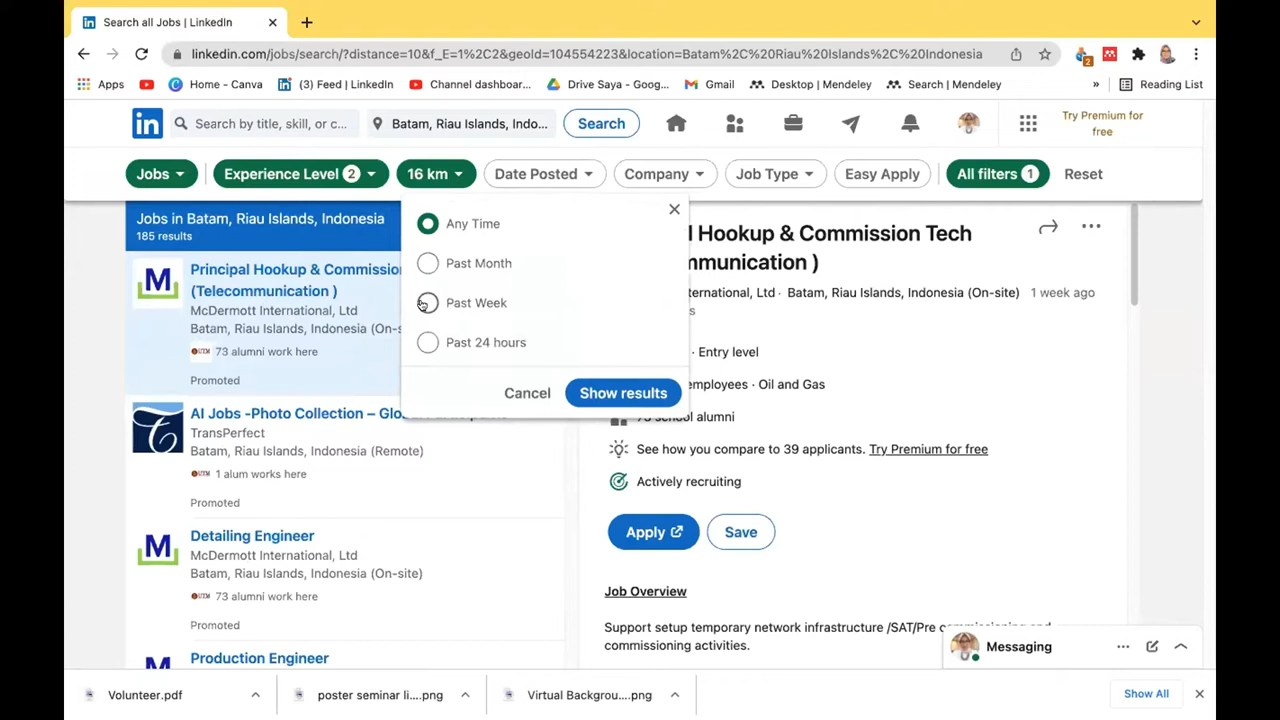 Search all Jobs | LinkedIn
linkedin.com/jobs/search/?distance=10&f_E=1%2C2&geoId=104554223&location=Batam%2C%20Riau%20Islands%2C%20Indonesia
2
Apps
Home - Canva
(3) Feed | LinkedIn
Channel dashboar...
Drive Saya - Goog...
Gmail
Desktop | Mendeley
Search | Mendeley
»
Reading List
in
Search by title, skill, or c...
Batam, Riau Islands, Indo...
Search
Try Premium for
free
Jobs
Experience Level 2
16 km
Date Posted
Company
Job Type
Easy Apply
All filters 1
Reset
Jobs in Batam, Riau Islands, Indonesia
185 results
Any Time
Past Month
Past Week
Past 24 hours
Cancel
Show results
Principal Hookup & Commission
(Telecommunication )
McDermott International, Ltd
Batam, Riau Islands, Indonesia (On-s
73 alumni work here
Promoted
AI Jobs -Photo Collection –
TransPerfect
Batam, Riau Islands, Indonesia (Remote)
1 alum works here
Promoted
Detailing Engineer
McDermott International, Ltd
Batam, Riau Islands, Indonesia (On-site)
73 alumni work here
Promoted
Production Engineer
l Hookup & Commission Tech
mmunication )
ternational, Ltd · Batam, Riau Islands, Indonesia (On-site) 1 week ago
s
· Entry level
employees · Oil and Gas
73 school alumni
See how you compare to 39 applicants. Try Premium for free
Actively recruiting
Apply
Save
Job Overview
Support setup temporary network infrastructure /SAT/Pre commissioning and
commissioning activities.
Messaging
Volunteer.pdf
poster seminar li....png
Virtual Backgrou....png
Show All